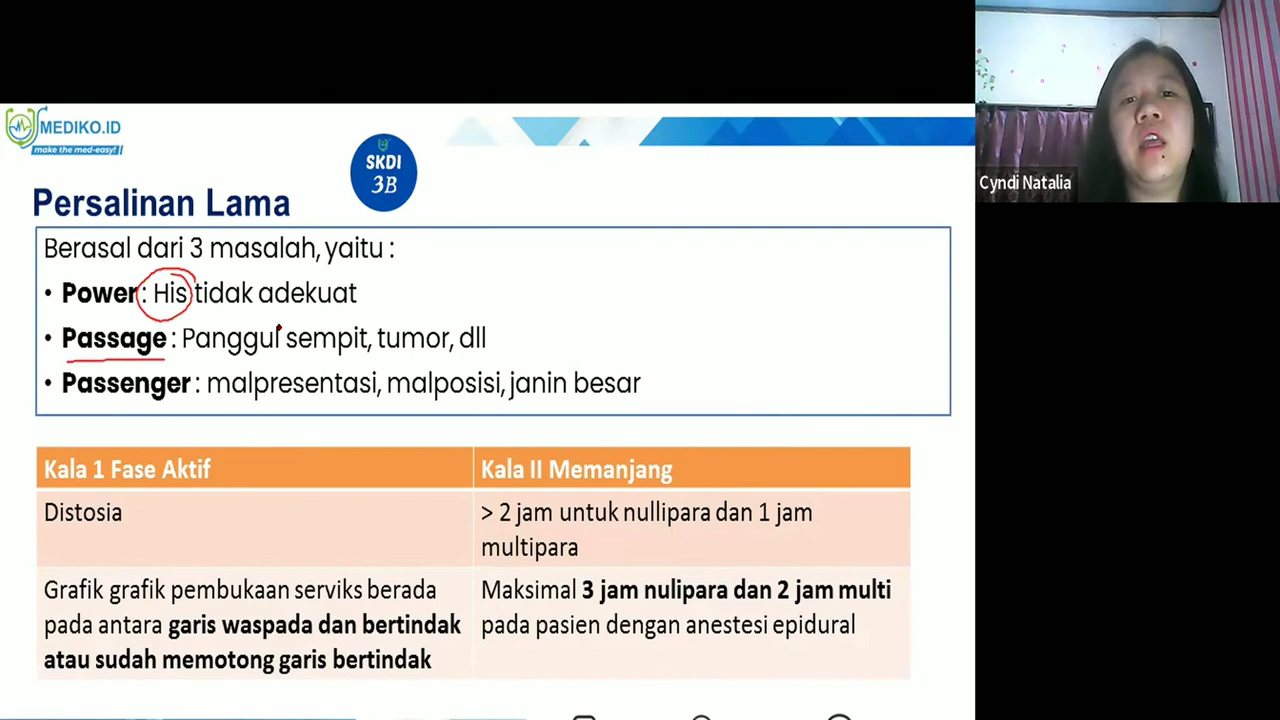 MEDIKO.ID
make the med-easy!
SKDI
3B
Cyndi Natalia
Persalinan Lama
Berasal dari 3 masalah, yaitu :
• Power : His tidak adekuat
• Passage : Panggul sempit, tumor, dll
• Passenger : malpresentasi, malposisi, janin besar
Kala 1 Fase Aktif
Kala II Memanjang
Distosia
> 2 jam untuk nullipara dan 1 jam
multipara
Grafik grafik pembukaan serviks berada
pada antara garis waspada dan bertindak
atau sudah memotong garis bertindak
Maksimal 3 jam nulipara dan 2 jam multi
pada pasien dengan anestesi epidural